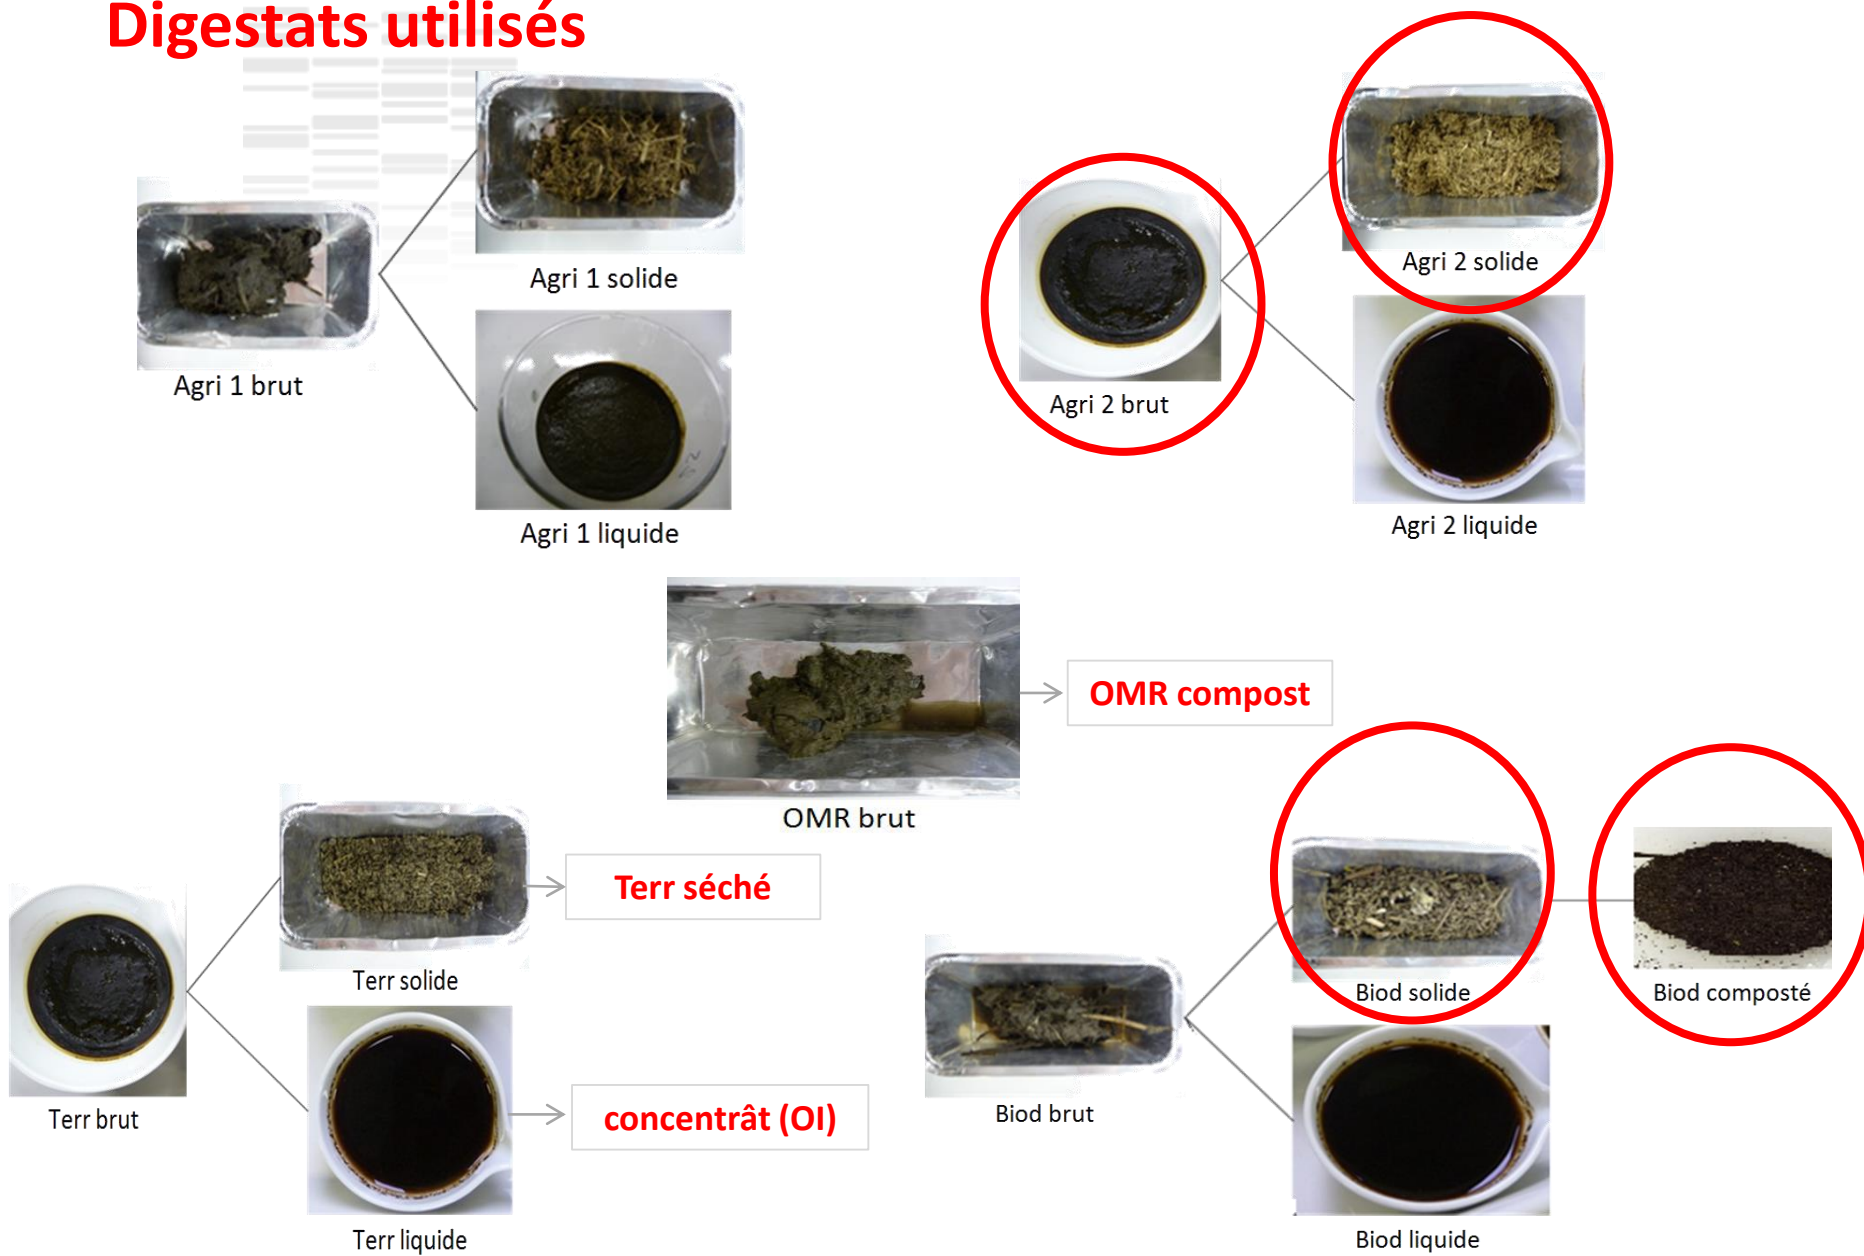 Digestats utilisés
Agri 1 solide
Agri 1 brut
Agri 1 liquide
Agri 2 solide
Agri 2 brut
Agri 2 liquide
OMR compost
OMR brut
Terr séché
Terr solide
Terr brut
concentrât (OI)
Terr liquide
Biod solide
Biod composté
Biod brut
Biod liquide